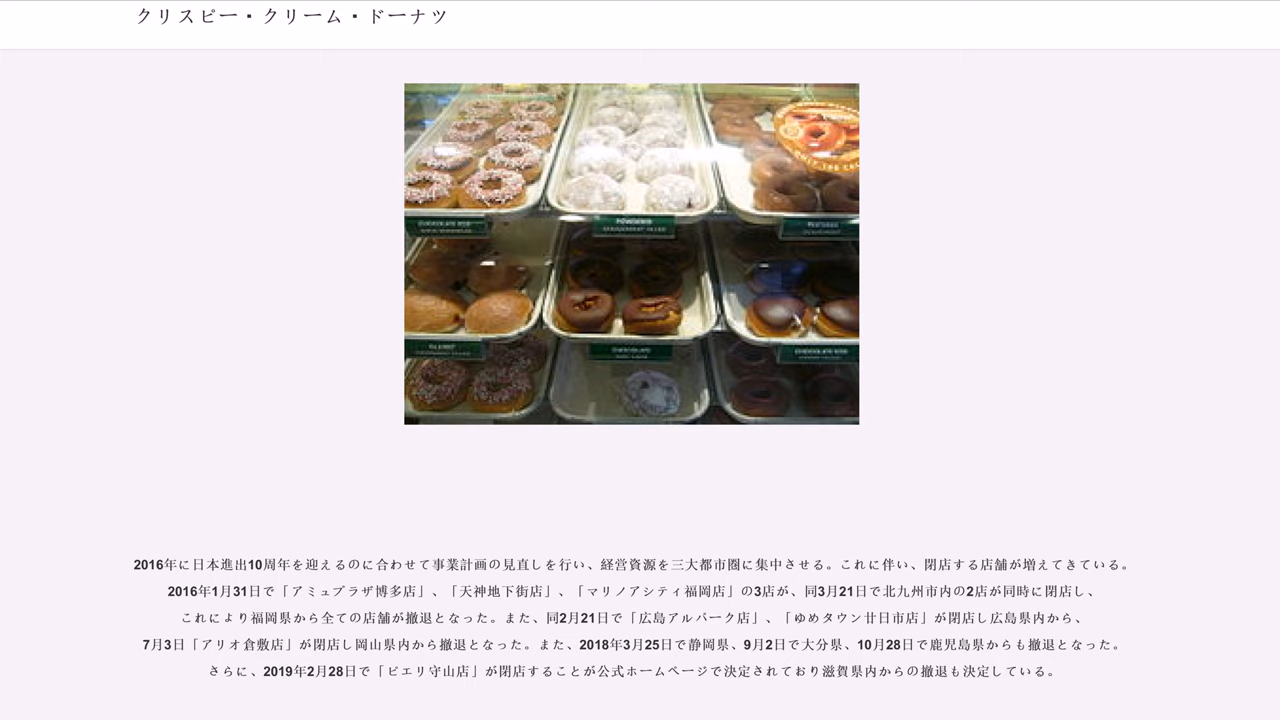 クリスピー・クリーム・ドーナツ
2016年に日本進出10周年を迎えるのに合わせて事業計画の見直しを行い、経営資源を三大都市圏に集中させる。これに伴い、閉店する店舗が増えてきている。
2016年1月31日で「アミュプラザ博多店」、「天神地下街店」、「マリノアシティ福岡店」の3店が、同3月21日で北九州市内の2店が同時に閉店し、
これにより福岡県から全ての店舗が撤退となった。また、同2月21日で「広島アルパーク店」、「ゆめタウン廿日市店」が閉店し広島県内から、
7月3日「アリオ倉敷店」が閉店し岡山県内から撤退となった。また、2018年3月25日で静岡県、9月2日で大分県、10月28日で鹿児島県からも撤退となった。
さらに、2019年2月28日で「ピエリ守山店」が閉店することが公式ホームページで決定されており滋賀県内からの撤退も決定している。